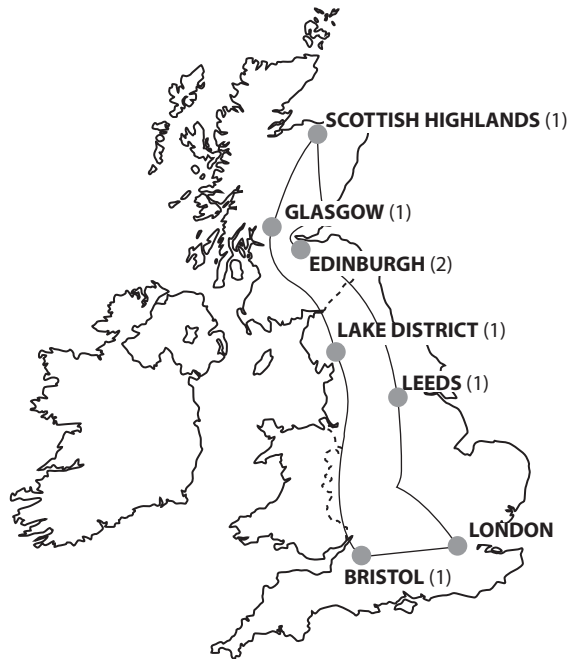 SCOTTISH HIGHLANDS (1)
GLASGOW (1)
EDINBURGH (2)
LAKE DISTRICT (1)
LEEDS (1)
LONDON
BRISTOL (1)